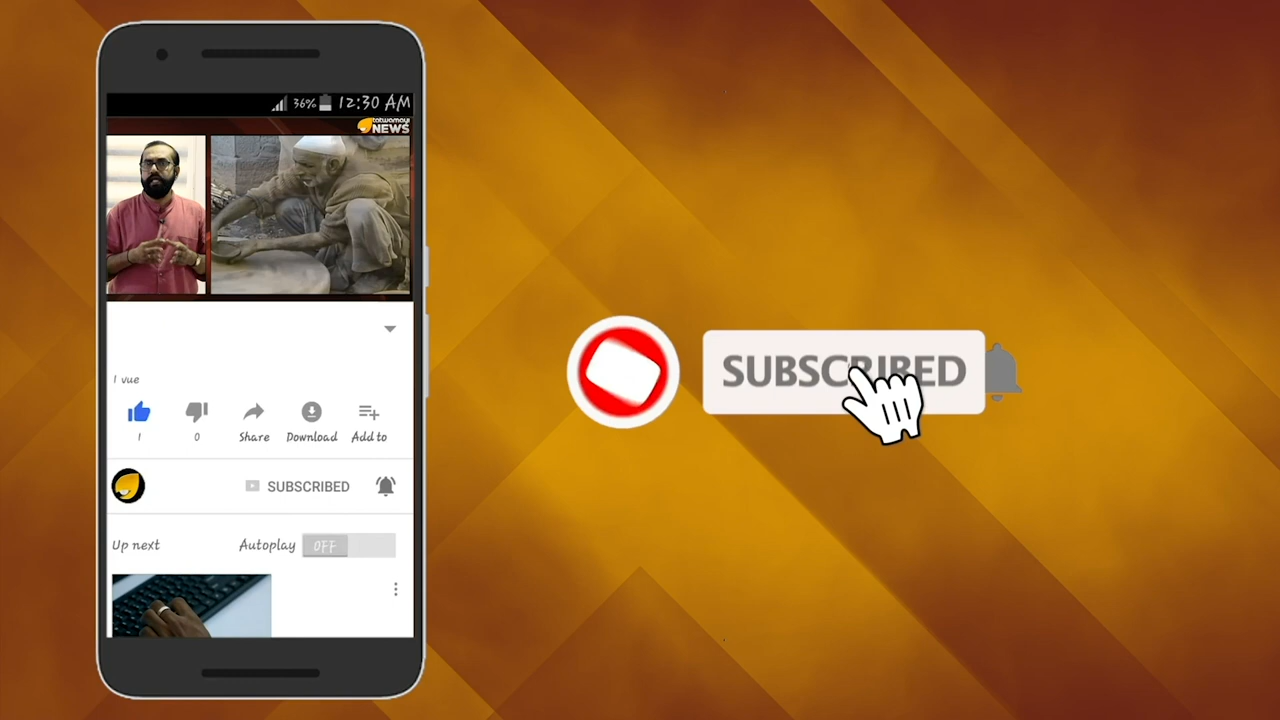 36% 12:30 AM
tatwamayi
NEWS
1 vue
1
0
Share
Download
Add to
SUBSCRIBED
Up next
Autoplay
OFF
SUBSCRIBED